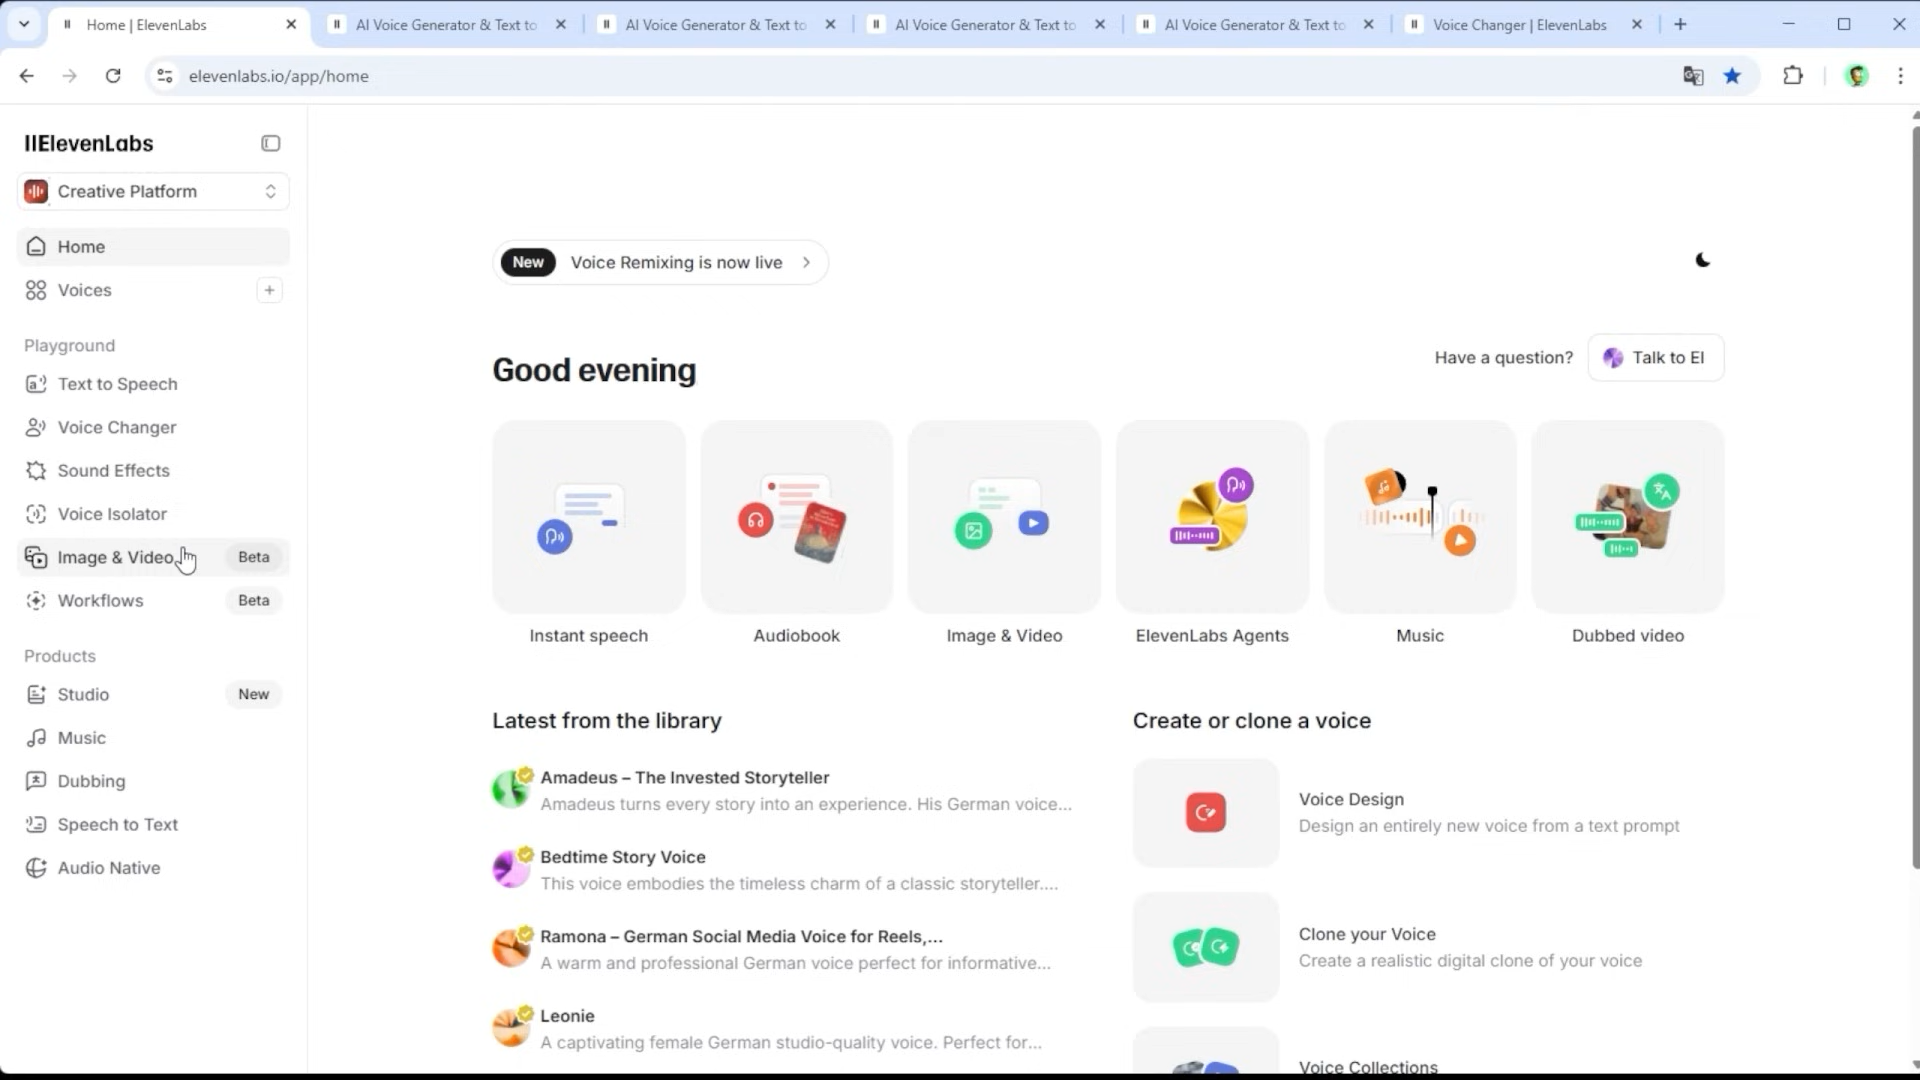 Home | ElevenLabs
AI Voice Generator & Text to
AI Voice Generator & Text to
AI Voice Generator & Text to
AI Voice Generator & Text to
Voice Changer | ElevenLabs
elevenlabs.io/app/home
IIElevenLabs
Creative Platform
Home
Voices
Playground
Text to Speech
Voice Changer
Sound Effects
Voice Isolator
Image & Video Beta
Workflows Beta
Products
Studio New
Music
Dubbing
Speech to Text
Audio Native
New Voice Remixing is now live
Good evening
Have a question? Talk to El
Instant speech
Audiobook
Image & Video
ElevenLabs Agents
Music
Dubbed video
Latest from the library
Amadeus – The Invested Storyteller
Amadeus turns every story into an experience. His German voice...
Bedtime Story Voice
This voice embodies the timeless charm of a classic storyteller....
Ramona – German Social Media Voice for Reels,...
A warm and professional German voice perfect for informative...
Leonie
A captivating female German studio-quality voice. Perfect for...
Create or clone a voice
Voice Design
Design an entirely new voice from a text prompt
Clone your Voice
Create a realistic digital clone of your voice
Voice Collections